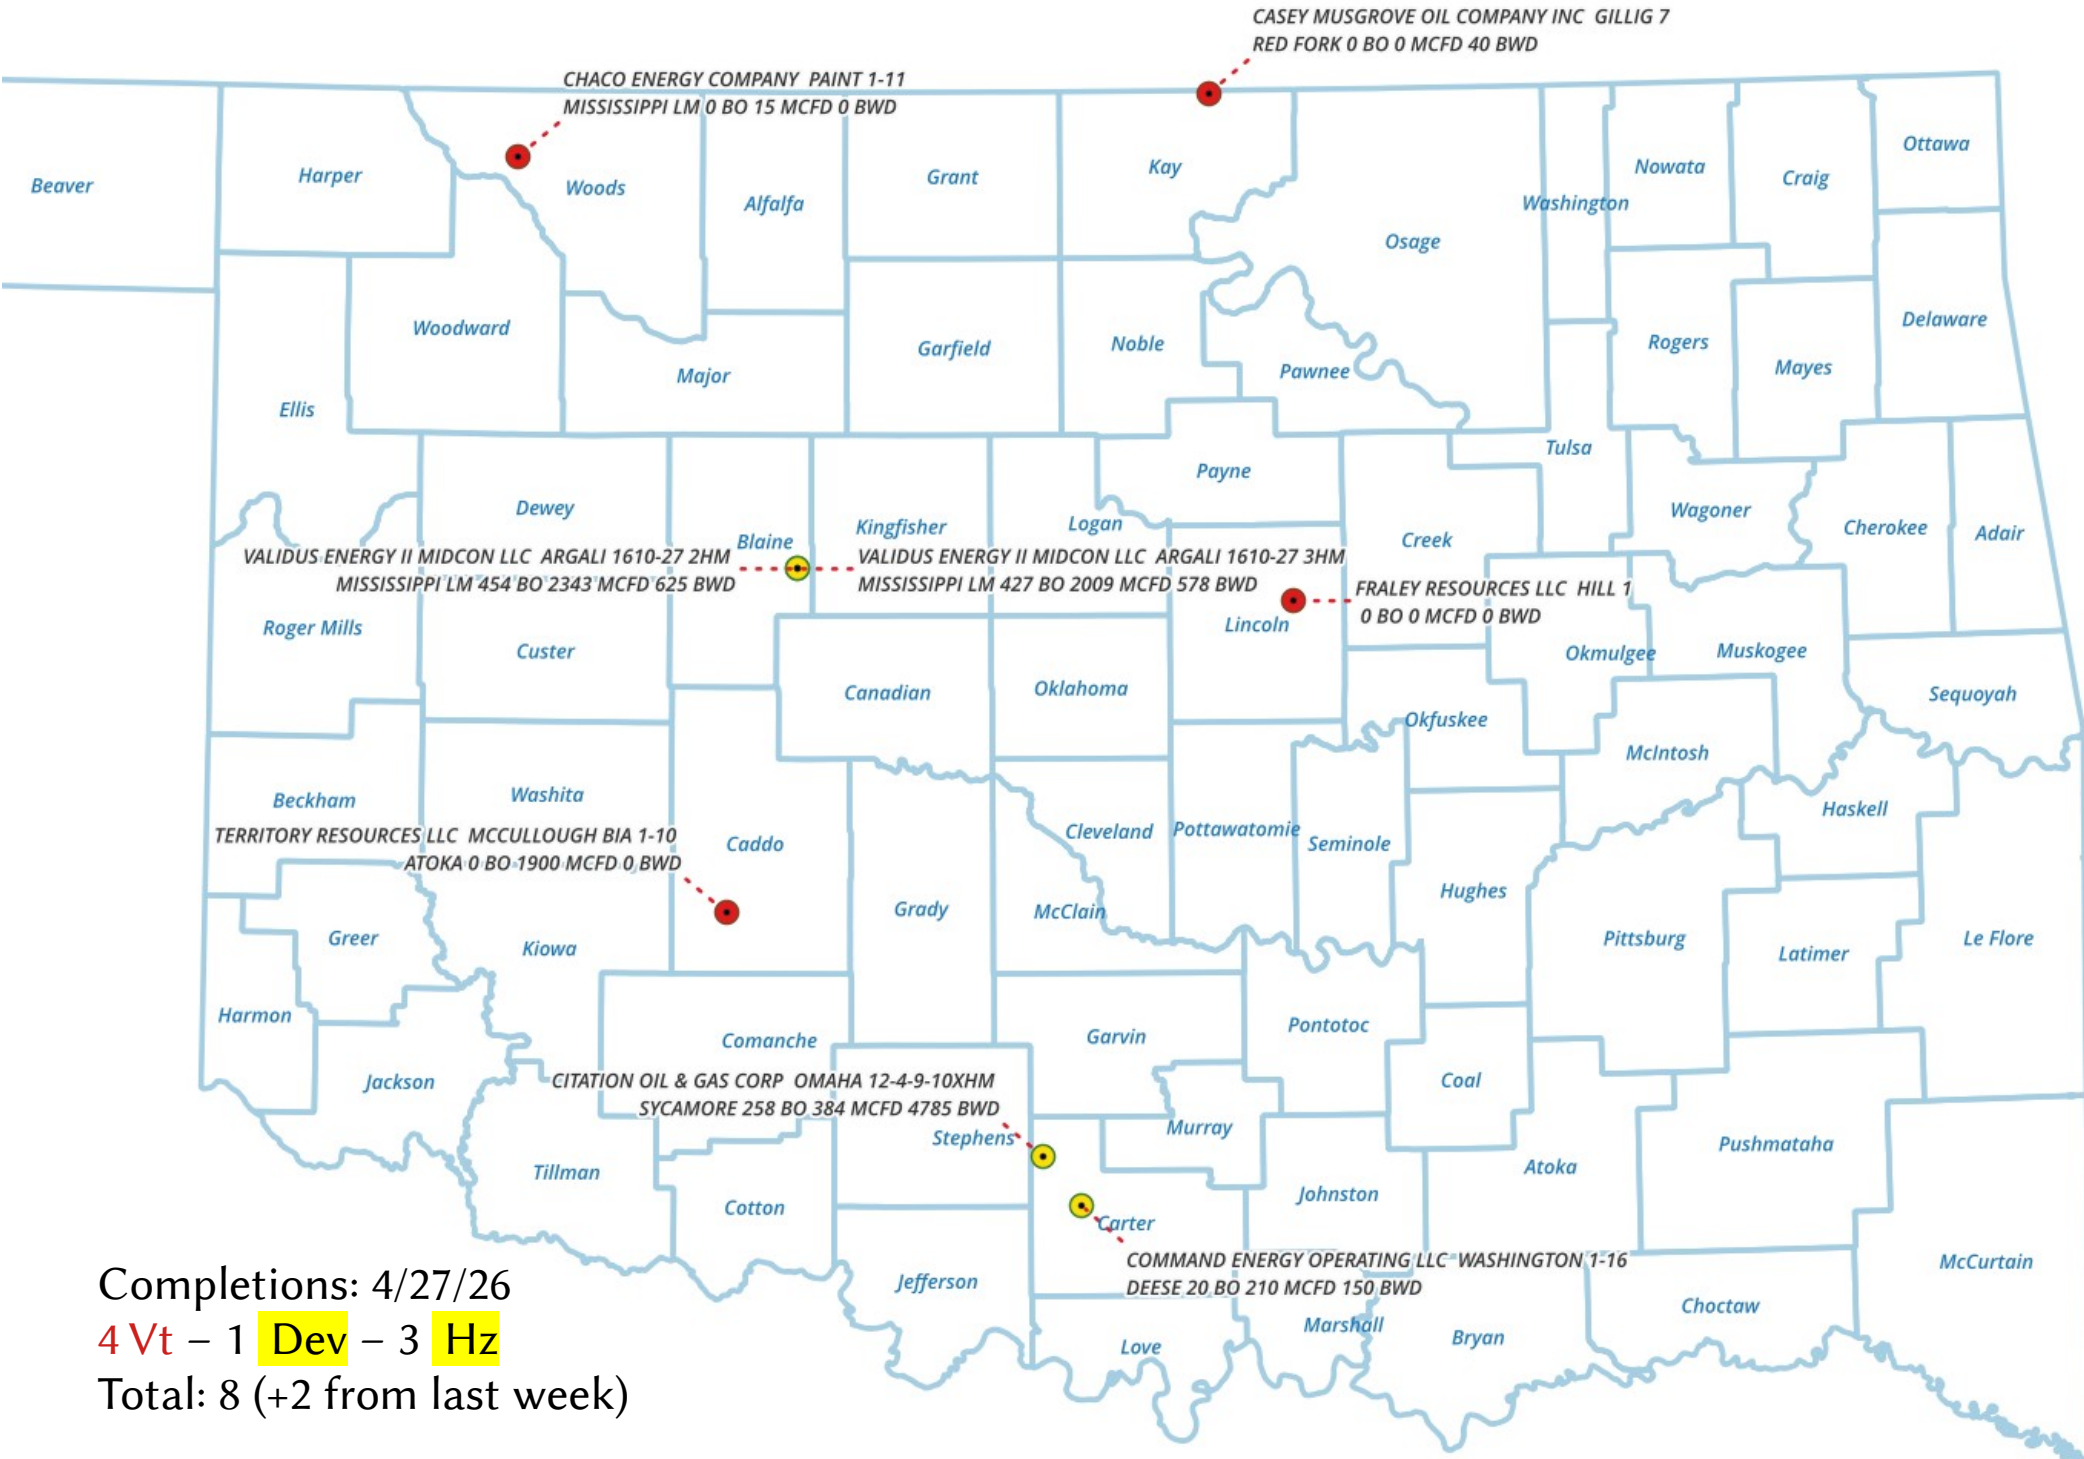 CASEY MUSGROVE OIL COMPANY INC GILLIG 7
RED FORK 0 BO 0 MCFD 40 BWD
CHACO ENERGY COMPANY PAINT 1-11
MISSISSIPPI LM 0 BO 15 MCFD 0 BWD
Beaver
Harper
Woods
Alfalfa
Grant
Kay
Osage
Washington
Nowata
Craig
Ottawa
Delaware
Woodward
Major
Garfield
Noble
Pawnee
Rogers
Mayes
Ellis
Dewey
Blaine
Kingfisher
Logan
Payne
Creek
Tulsa
Wagoner
Cherokee
Adair
VALIDUS ENERGY II MIDCON LLC ARGALI 1610-27 2HM
MISSISSIPPI LM 454 BO 2343 MCFD 625 BWD
VALIDUS ENERGY II MIDCON LLC ARGALI 1610-27 3HM
MISSISSIPPI LM 427 BO 2009 MCFD 578 BWD
FRALEY RESOURCES LLC HILL 1
0 BO 0 MCFD 0 BWD
Roger Mills
Custer
Canadian
Oklahoma
Lincoln
Okmulgee
Muskogee
Sequoyah
Okfuskee
McIntosh
Beckham
Washita
Caddo
Cleveland
Pottawatomie
Seminole
Haskell
TERRITORY RESOURCES LLC MCCULLOUGH BIA 1-10
ATOKA 0 BO 1900 MCFD 0 BWD
Greer
Kiowa
Grady
McClain
Hughes
Pittsburg
Latimer
Le Flore
Harmon
Jackson
Comanche
Garvin
Pontotoc
Coal
CITATION OIL & GAS CORP OMAHA 12-4-9-10XHM
SYCAMORE 258 BO 384 MCFD 4785 BWD
Stephens
Murray
Tillman
Cotton
Johnston
Atoka
Pushmataha
Carter
COMMAND ENERGY OPERATING LLC WASHINGTON 1-16
DEESE 20 BO 210 MCFD 150 BWD
Jefferson
Love
Marshall
Bryan
Choctaw
McCurtain
Completions: 4/27/26
4 Vt – 1 Dev – 3 Hz
Total: 8 (+2 from last week)